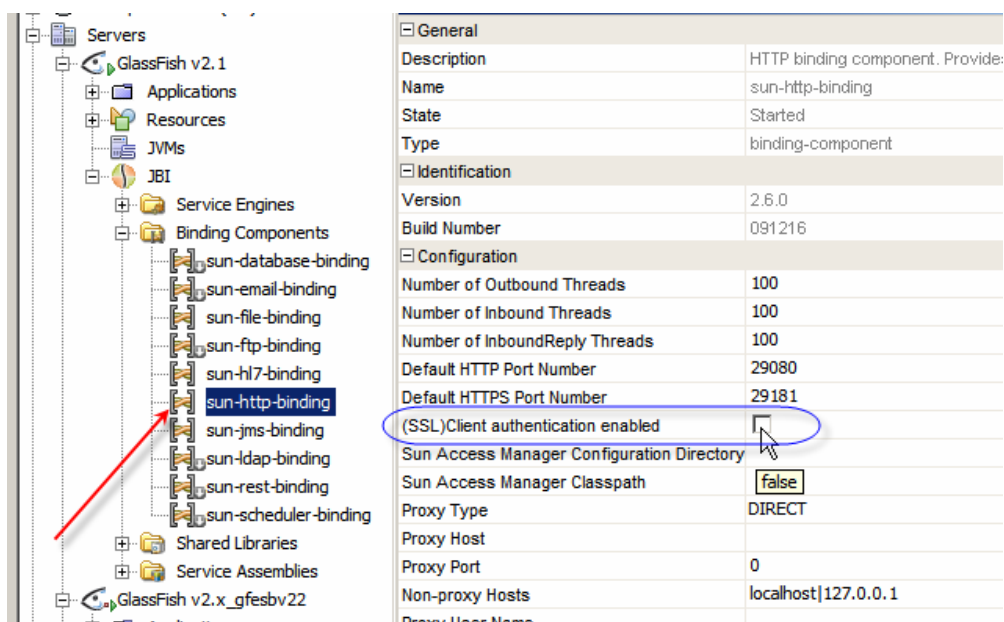 Servers
GlassFish v2.1
Applications
Resources
JVMs
JBI
Service Engines
Binding Components
sun-database-binding
sun-email-binding
sun-file-binding
sun-ftp-binding
sun-hl7-binding
sun-http-binding
sun-jms-binding
sun-ldap-binding
sun-rest-binding
sun-scheduler-binding
Shared Libraries
Service Assemblies
GlassFish v2.x_gfesbv22
General
Description HTTP binding component. Provide
Name sun-http-binding
State Started
Type binding-component
Identification
Version 2.6.0
Build Number 091216
Configuration
Number of Outbound Threads 100
Number of Inbound Threads 100
Number of InboundReply Threads 100
Default HTTP Port Number 29080
Default HTTPS Port Number 29181
(SSL)Client authentication enabled
Sun Access Manager Configuration Directory
Sun Access Manager Classpath false
Proxy Type DIRECT
Proxy Host
Proxy Port 0
Non-proxy Hosts localhost|127.0.0.1
Proxy User Name